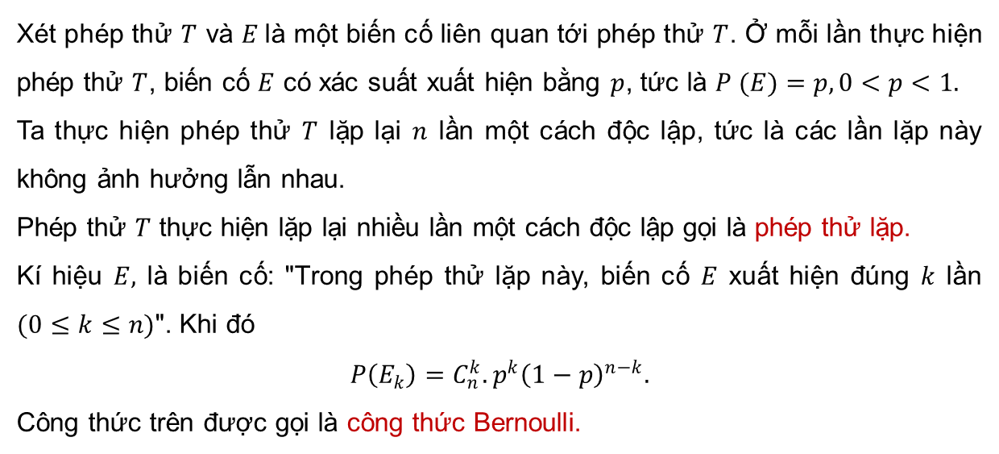 Xét phép thử T và E là một biến cố liên quan tới phép thử T. Ở mỗi lần thực hiện
phép thử T, biến cố E có xác suất xuất hiện bằng p, tức là P (E) = p, 0 < p < 1.
Ta thực hiện phép thử T lặp lại n lần một cách độc lập, tức là các lần lặp này
không ảnh hưởng lẫn nhau.
Phép thử T thực hiện lặp lại nhiều lần một cách độc lập gọi là phép thử lặp.
Kí hiệu E, là biến cố: "Trong phép thử lặp này, biến cố E xuất hiện đúng k lần
(0 ≤ k ≤ n)". Khi đó
P(E_k) = C_n^k. p^k(1 − p)^{n−k}.
Công thức trên được gọi là công thức Bernoulli.